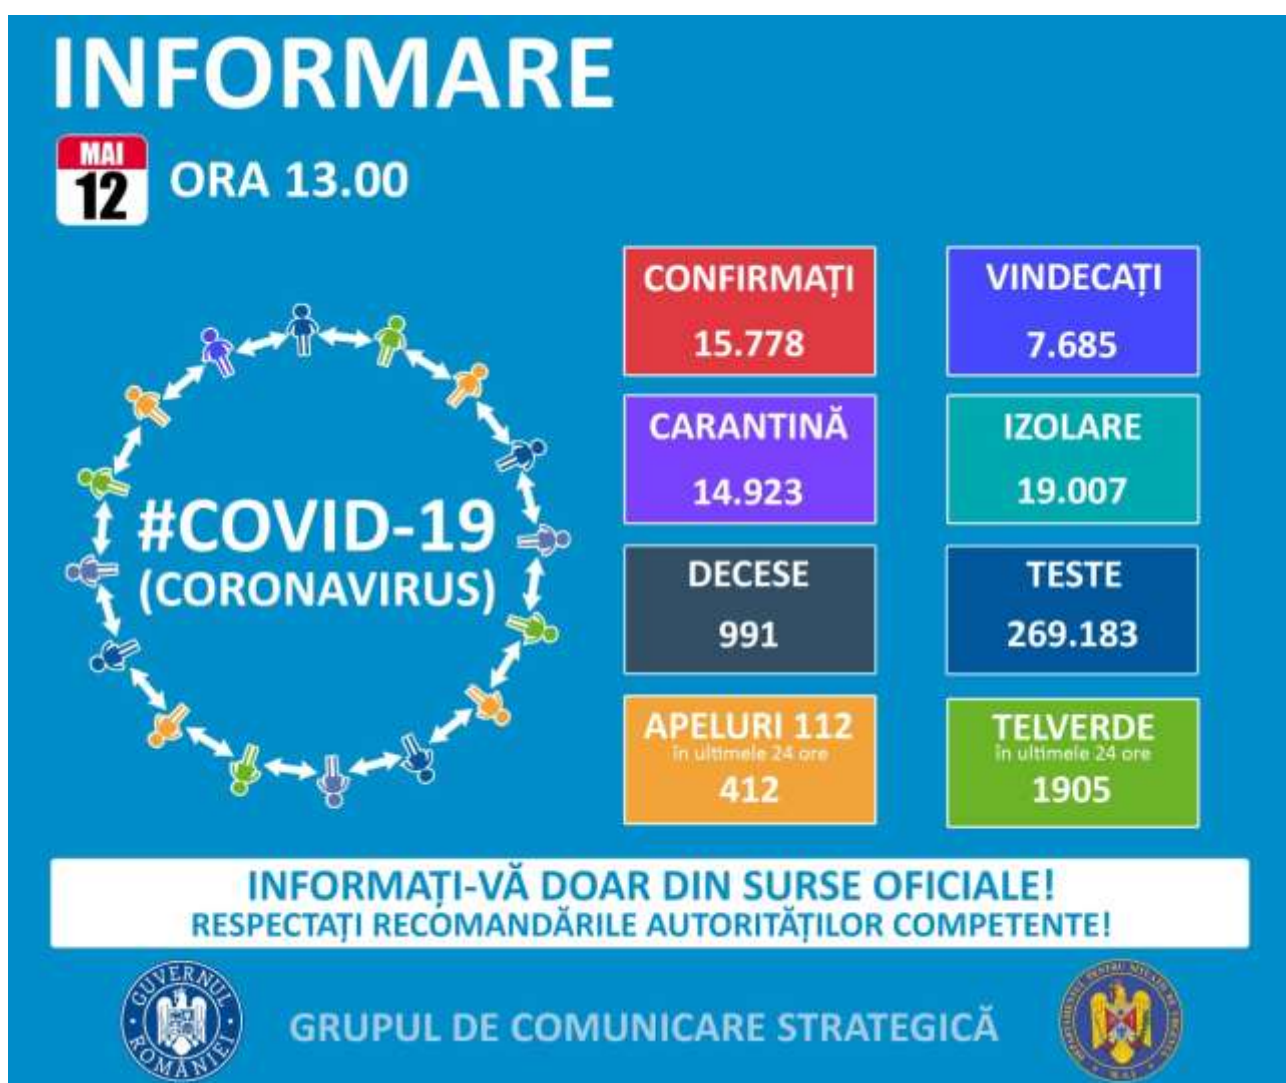 INFORMARE
MAI
12
ORA 13.00
CONFIRMAȚI
15.778
VINDECAȚI
7.685
CARANTINĂ
14.923
IZOLARE
19.007
#COVID-19
(CORONAVIRUS)
DECESE
991
TESTE
269.183
APELURI 112
în ultimele 24 ore
412
TELVERDE
în ultimele 24 ore
1905
INFORMAȚI-VĂ DOAR DIN SURSE OFICIALE!
RESPECTAȚI RECOMANDĂRILE AUTORITĂȚILOR COMPETENTE!
GUVERNUL
ROMÂNIEI
GRUPUL DE COMUNICARE STRATEGICĂ